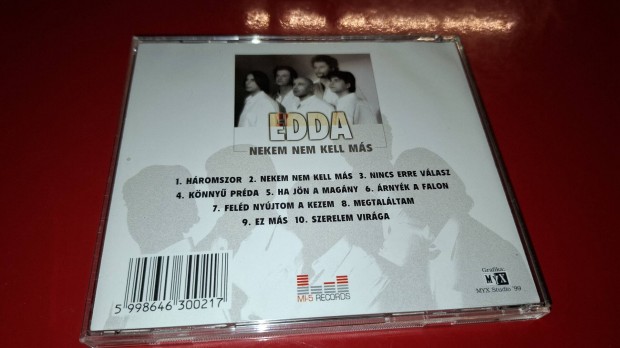 EDDA
NEKEM NEM KELL MÁS
1. HÁROMSZOR 2. NEKEM NEM KELL MÁS 3. NINCS ERRE VÁLASZ
4. KÖNNYŰ PRÉDA 5. HA JÖN A MAGÁNY 6. ÁRNYÉK A FALON
7. FELÉD NYÚJTOM A KEZEM 8. MEGTALÁLTAM
9. EZ MÁS 10. SZERELEM VIRÁGA
5 998646 300217
MI-5 RECORDS
Grafika:
MYX
MYX Studio '99